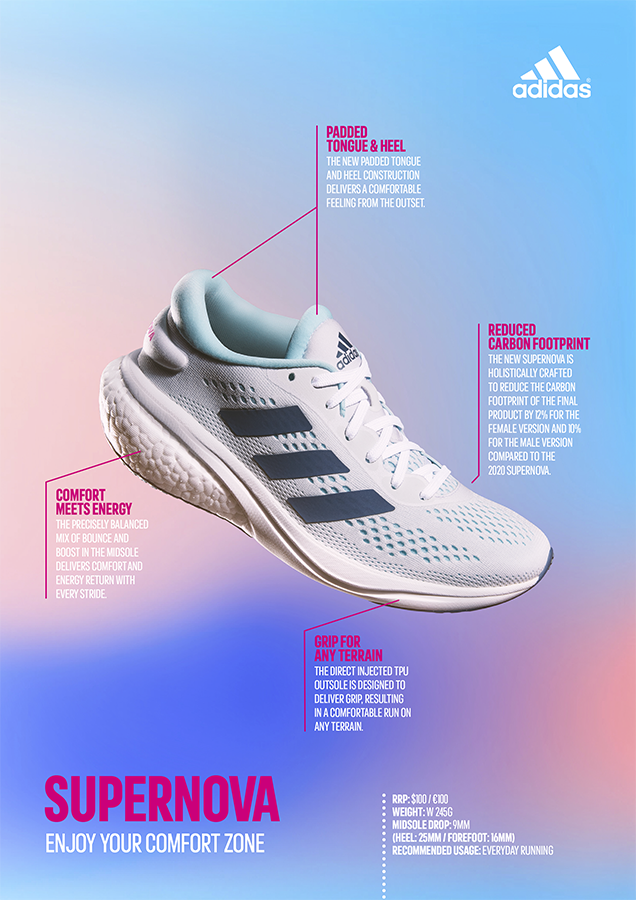 adidas
PADDED
TONGUE & HEEL
THE NEW PADDED TONGUE
AND HEEL CONSTRUCTION
DELIVERS A COMFORTABLE
FEELING FROM THE OUTSET.
REDUCED
CARBON FOOTPRINT
THE NEW SUPERNOVA IS
HOLISTICALLY CRAFTED
TO REDUCE THE CARBON
FOOTPRINT OF THE FINAL
PRODUCT BY 12% FOR THE
FEMALE VERSION AND 10%
FOR THE MALE VERSION
COMPARED TO THE
2020 SUPERNOVA.
adidas
COMFORT
MEETS ENERGY
THE PRECISELY BALANCED
MIX OF BOUNCE AND
BOOST IN THE MIDSOLE
DELIVERS COMFORT AND
ENERGY RETURN WITH
EVERY STRIDE.
GRIP FOR
ANY TERRAIN
THE DIRECT INJECTED TPU
OUTSOLE IS DESIGNED TO
DELIVER GRIP, RESULTING
IN A COMFORTABLE RUN ON
ANY TERRAIN.
SUPERNOVA
ENJOY YOUR COMFORT ZONE
RRP: $100 / €100
WEIGHT: W 245G
MIDSOLE DROP: 9MM
(HEEL: 25MM / FOREFOOT: 16MM)
RECOMMENDED USAGE: EVERYDAY RUNNING